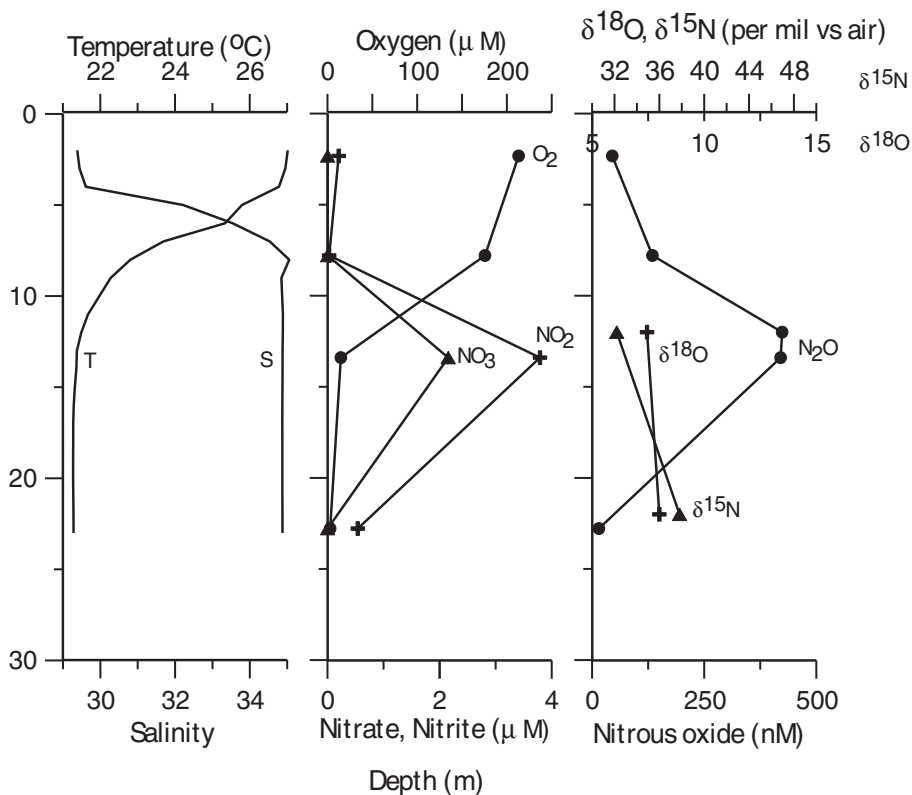 Temperature (°C)
22 24 26
Oxygen (μ M)
0 100 200
δ18O, δ15N (per mil vs air)
32 36 40 44 48 δ15N
5 10 15 δ18O
0
10
20
30
T S
O2
NO2
NO3
N2O
δ18O
δ15N
30 32 34
Salinity
0 2 4
Nitrate, Nitrite (μ M)
0 250 500
Nitrous oxide (nM)
Depth (m)